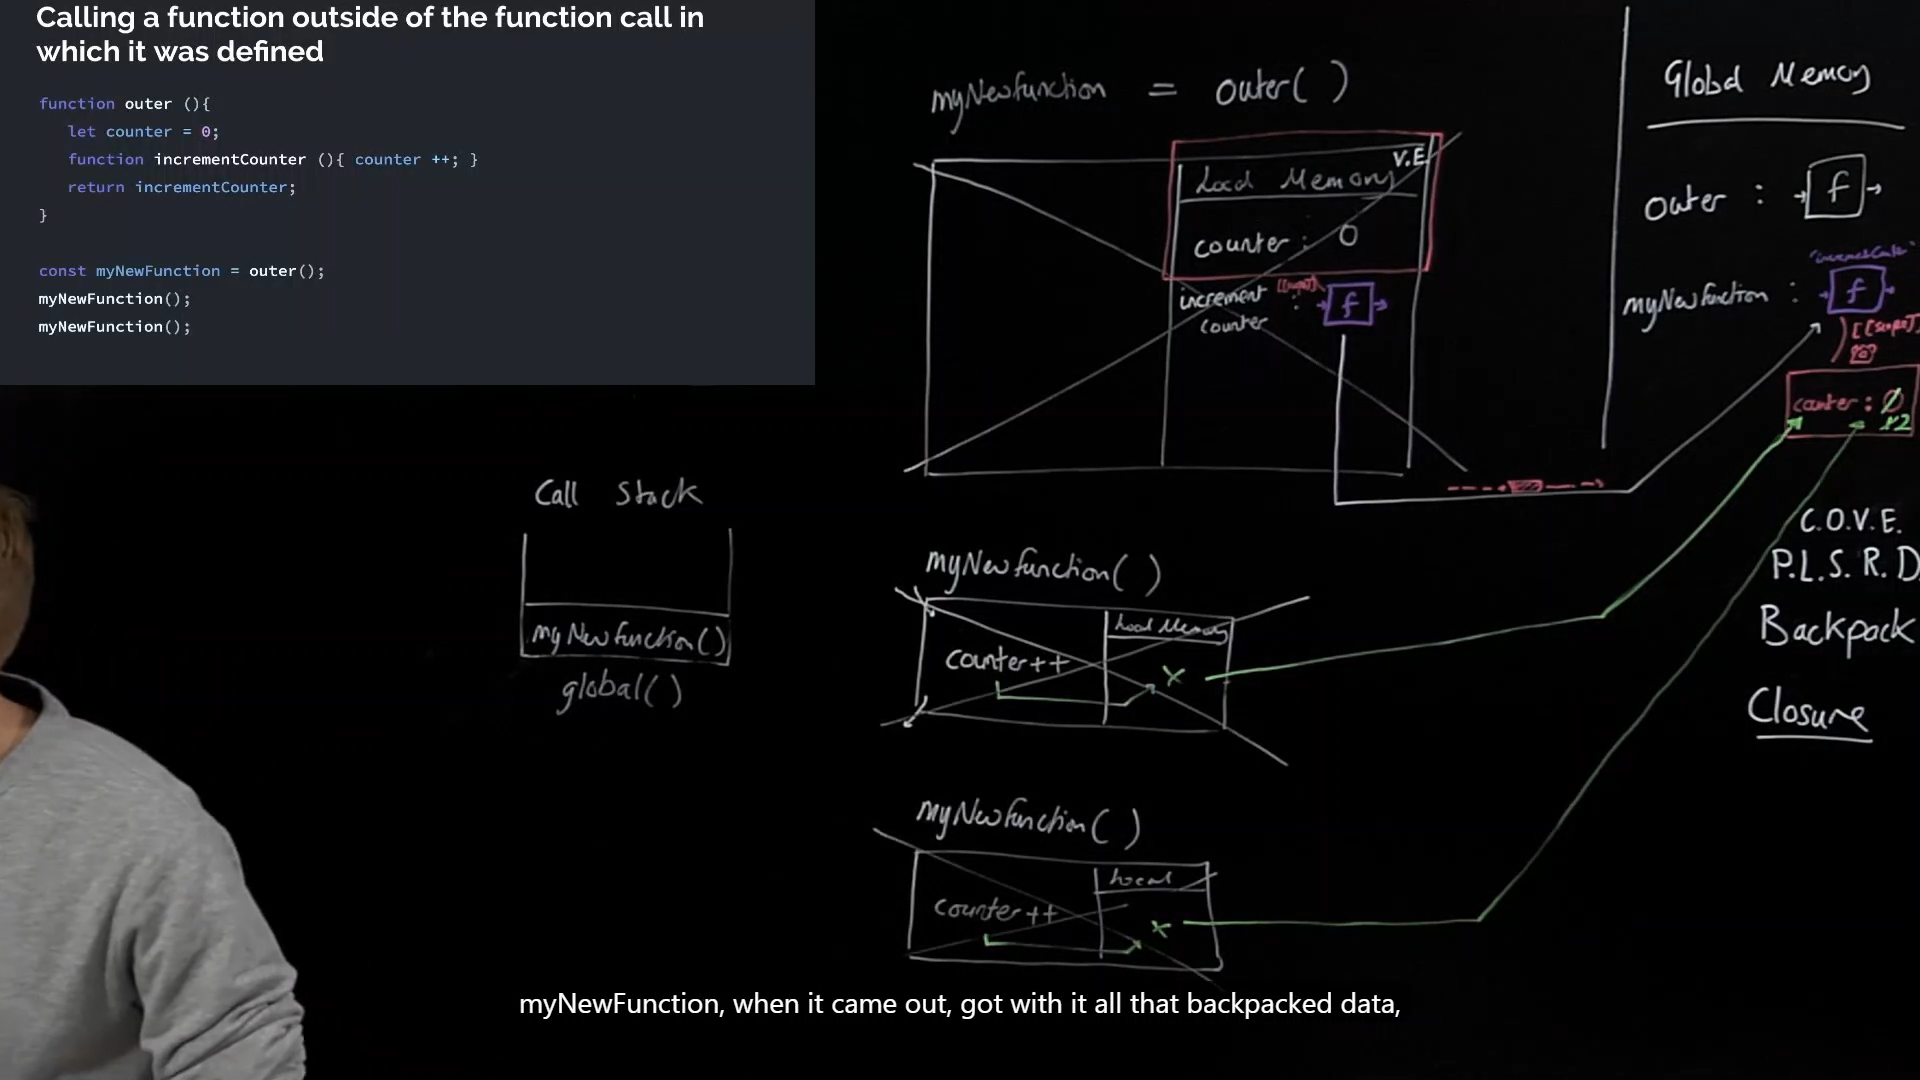 Calling a function outside of the function call in
which it was defined
function outer (){
let counter = 0;
function incrementCounter (){ counter ++; }
return incrementCounter;
}
const myNewFunction = outer();
myNewFunction();
myNewFunction();
myNewfunction = outer( )
V.E.
Local Memory
counter : 0
increment : f
counter
Global Memory
outer : f
"incrementCounter"
myNewfunction : f
[[scope]]
counter : 0
1 2
C.O.V.E.
P.L.S.R.D
Backpack
Closure
Call Stack
myNewfunction()
global()
myNewfunction( )
Local Memory
counter++
x
myNewfunction( )
Local
counter++
x
myNewFunction, when it came out, got with it all that backpacked data,